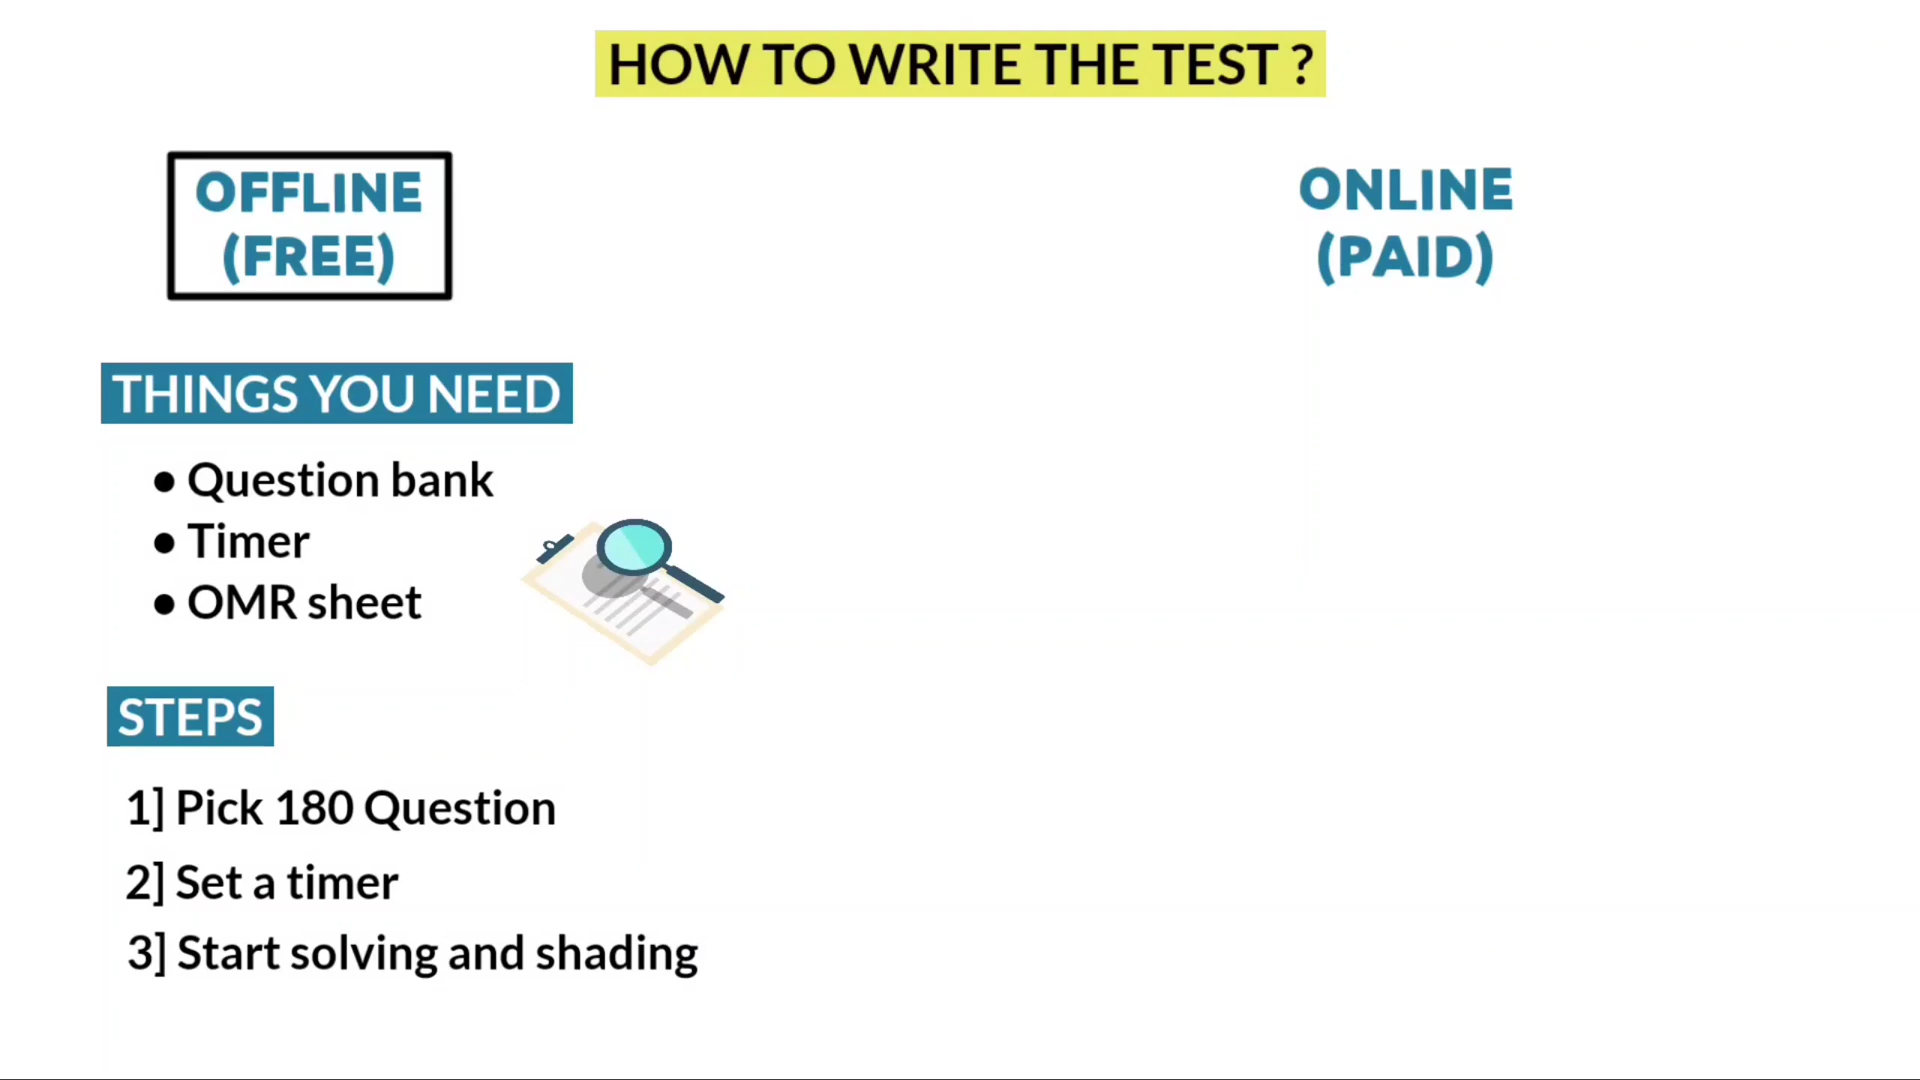 HOW TO WRITE THE TEST ?
OFFLINE
(FREE)
ONLINE
(PAID)
THINGS YOU NEED
● Question bank
● Timer
● OMR sheet
STEPS
1] Pick 180 Question
2] Set a timer
3] Start solving and shading